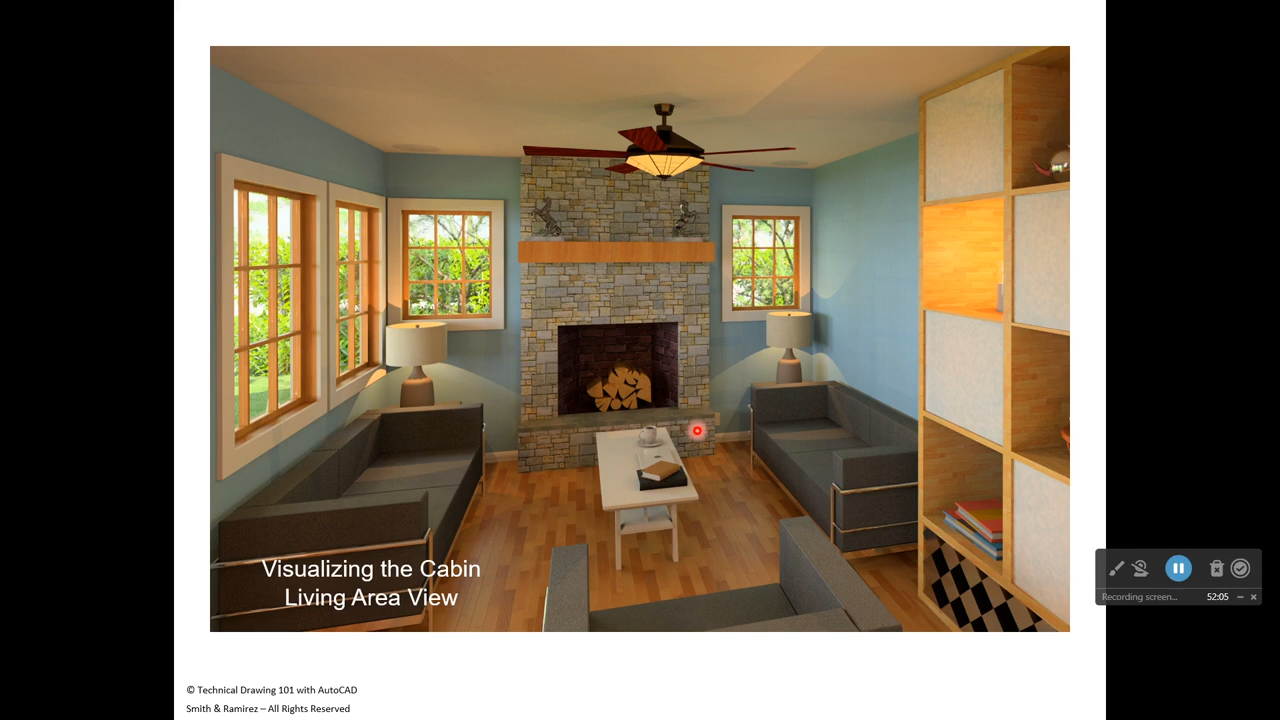 Visualizing the Cabin
Living Area View
Recording screen... 52:05
© Technical Drawing 101 with AutoCAD
Smith & Ramirez – All Rights Reserved